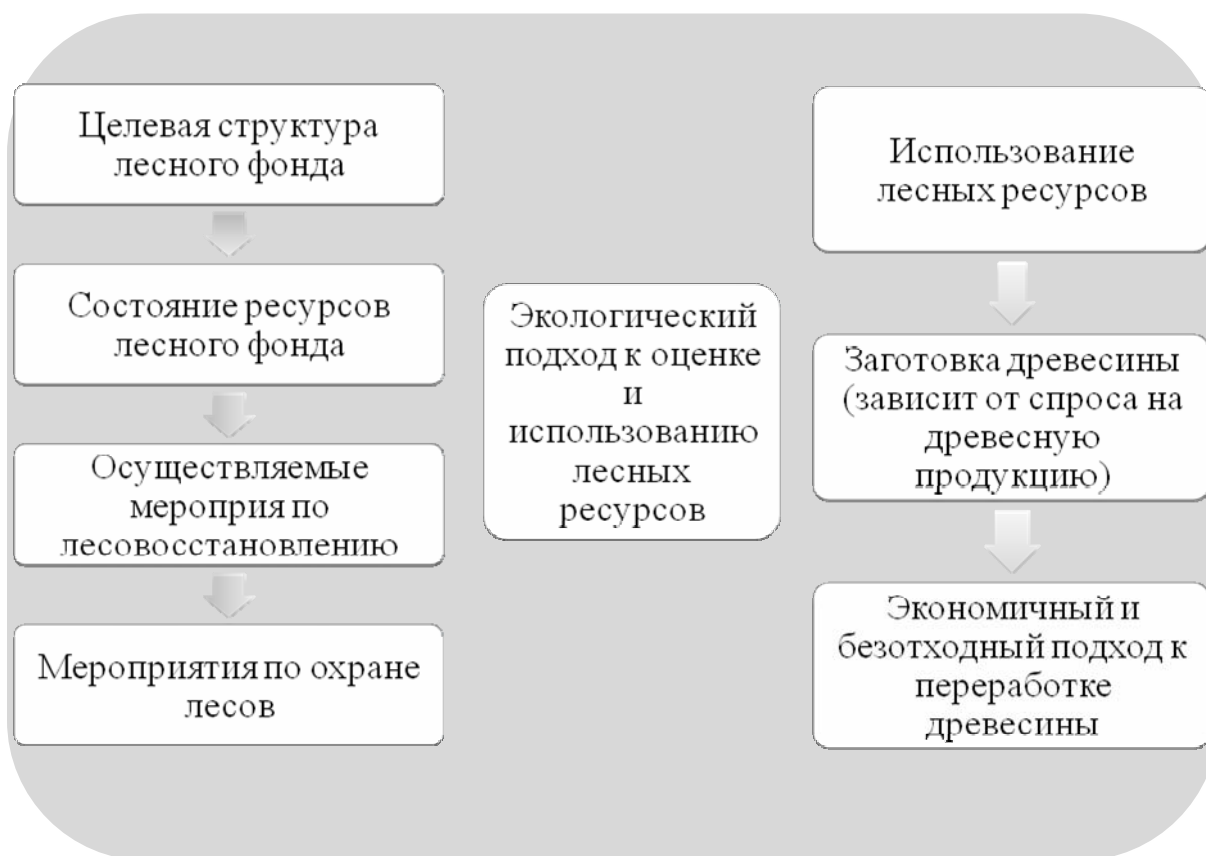 Целевая структура
лесного фонда
Состояние ресурсов
лесного фонда
Осуществляемые
мероприя по
лесовосстановлению
Мероприятия по охране
лесов
Экологический
подход к оценке
и
использованию
лесных
ресурсов
Использование
лесных ресурсов
Заготовка древесины
(зависит от спроса на
древесную
продукцию)
Экономичный и
безотходный подход к
переработке
древесины